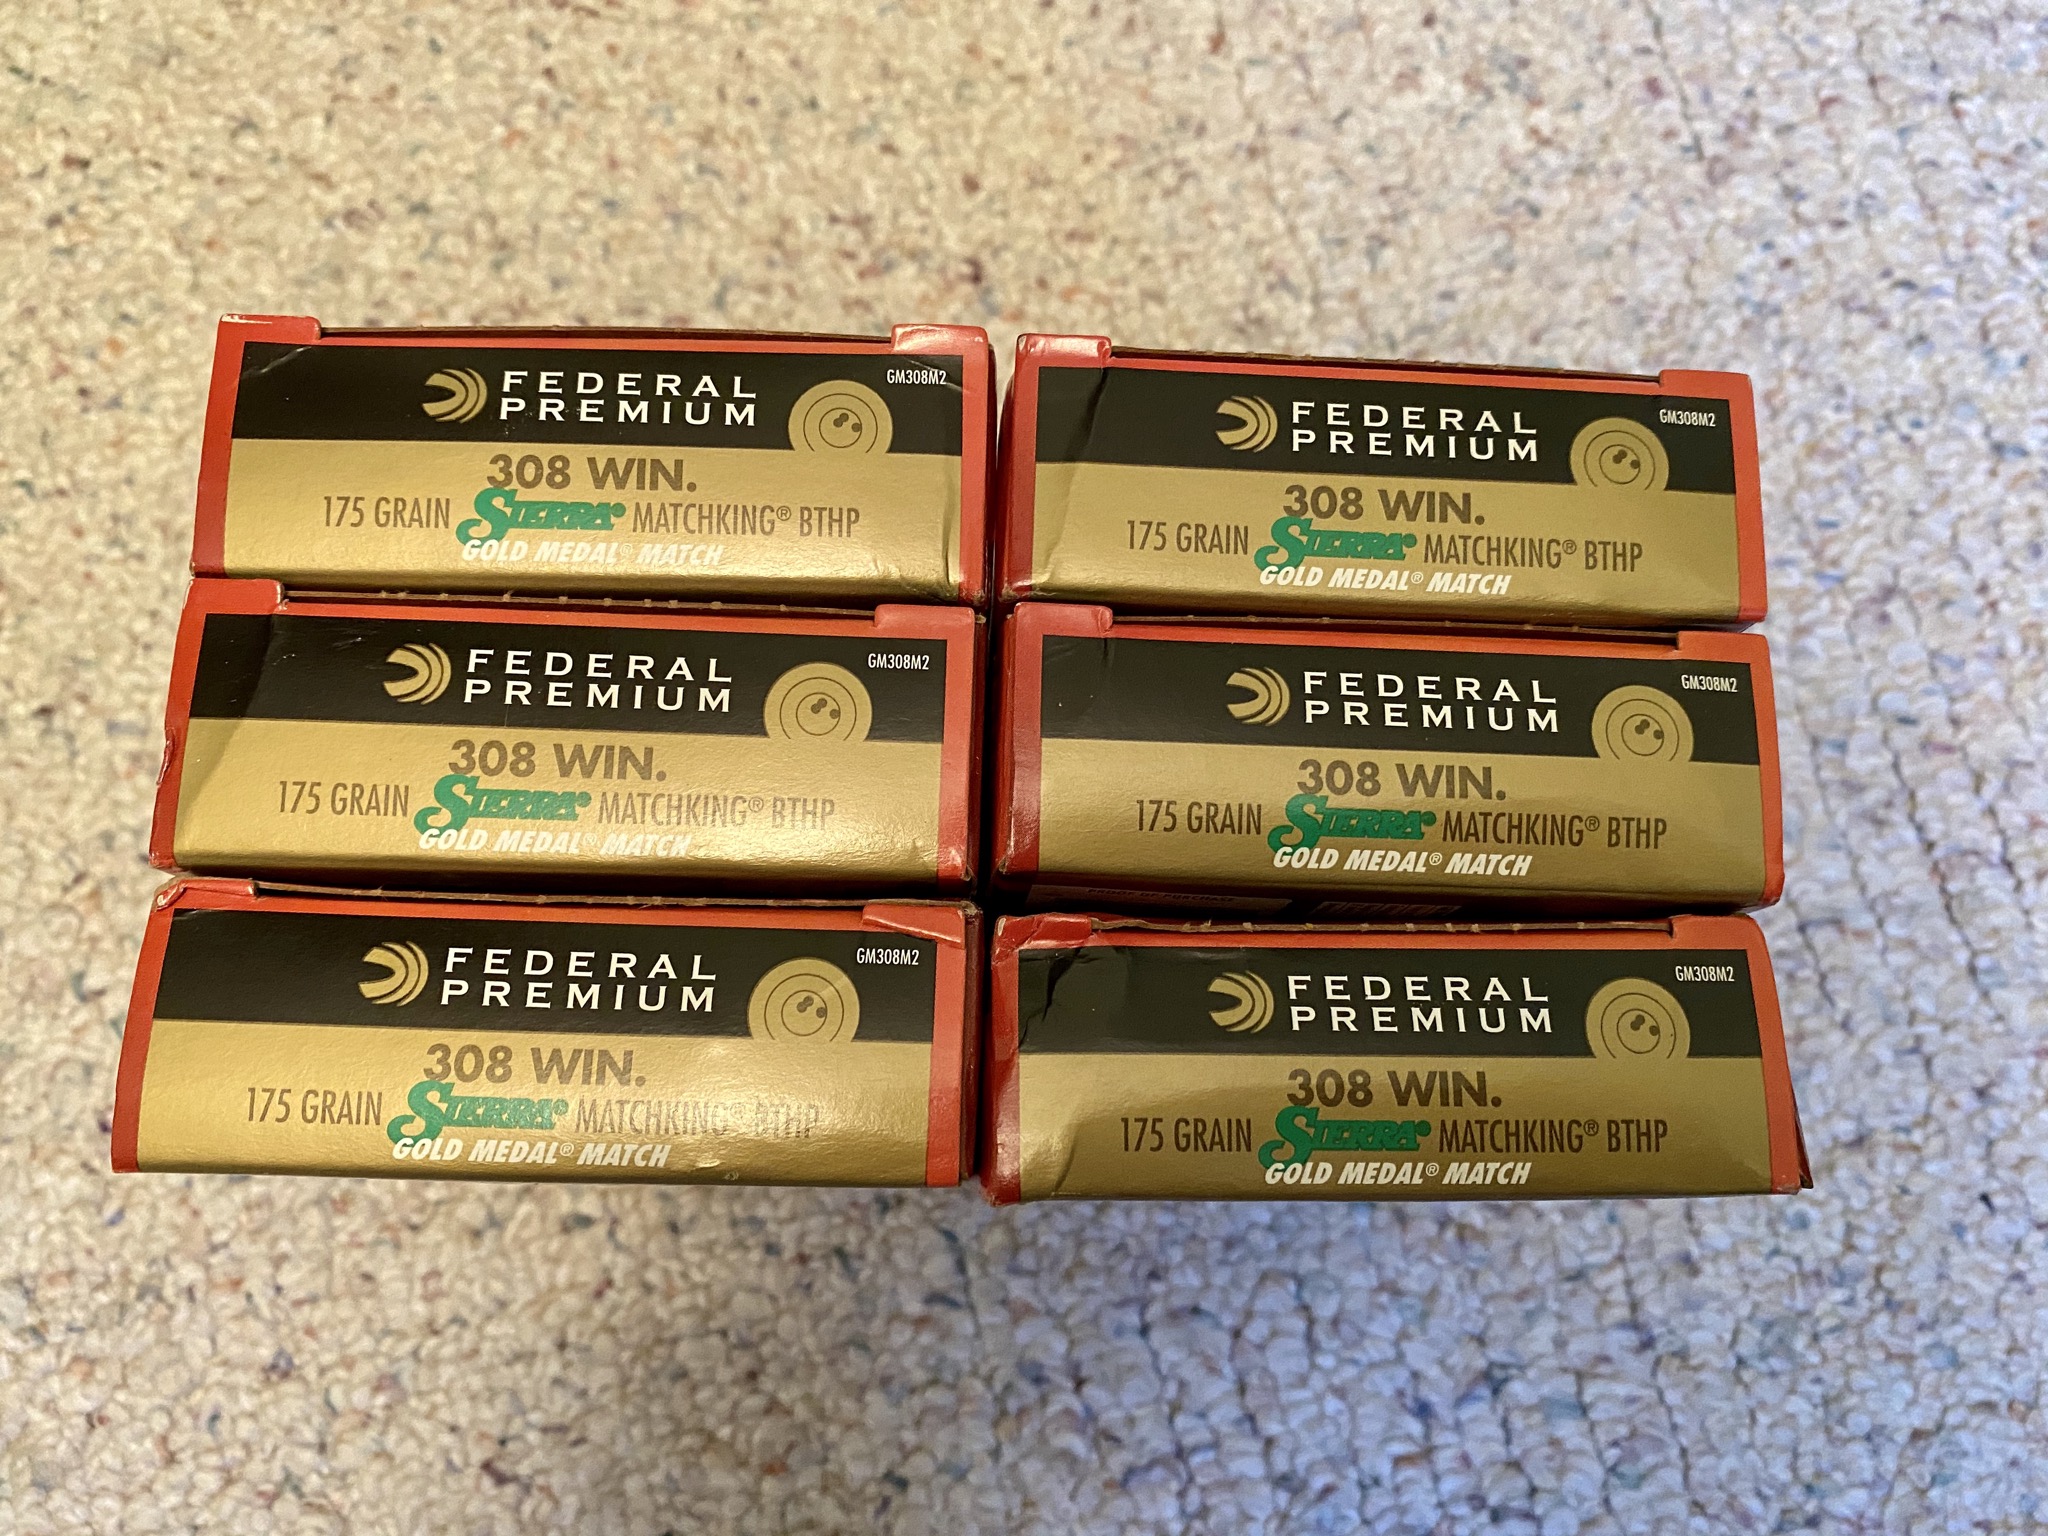 FEDERAL
PREMIUM
GM308M2
308 WIN.
175 GRAIN SIERRA® MATCHKING® BTHP
GOLD MEDAL® MATCH
FEDERAL
PREMIUM
GM308M2
308 WIN.
175 GRAIN SIERRA® MATCHKING® BTHP
GOLD MEDAL® MATCH
FEDERAL
PREMIUM
GM308M2
308 WIN.
175 GRAIN SIERRA® MATCHKING® BTHP
GOLD MEDAL® MATCH
FEDERAL
PREMIUM
GM308M2
308 WIN.
175 GRAIN SIERRA® MATCHKING® BTHP
GOLD MEDAL® MATCH
PROOF OF PURCHASE
FEDERAL
PREMIUM
GM308M2
308 WIN.
175 GRAIN SIERRA® MATCHKING® BTHP
GOLD MEDAL® MATCH
FEDERAL
PREMIUM
GM308M2
308 WIN.
175 GRAIN SIERRA® MATCHKING® BTHP
GOLD MEDAL® MATCH